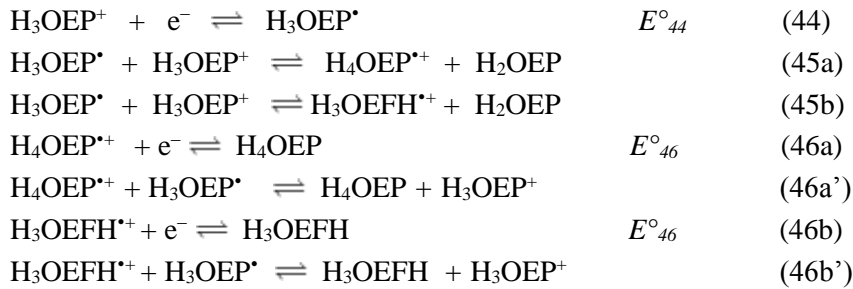 H₃OEP⁺ + e⁻ ⇌ H₃OEP• E°₄₄ (44)
H₃OEP• + H₃OEP⁺ ⇌ H₄OEP•⁺ + H₂OEP (45a)
H₃OEP• + H₃OEP⁺ ⇌ H₃OEFH•⁺ + H₂OEP (45b)
H₄OEP•⁺ + e⁻ ⇌ H₄OEP E°₄₆ (46a)
H₄OEP•⁺ + H₃OEP• ⇌ H₄OEP + H₃OEP⁺ (46a’)
H₃OEFH•⁺ + e⁻ ⇌ H₃OEFH E°₄₆ (46b)
H₃OEFH•⁺ + H₃OEP• ⇌ H₃OEFH + H₃OEP⁺ (46b’)